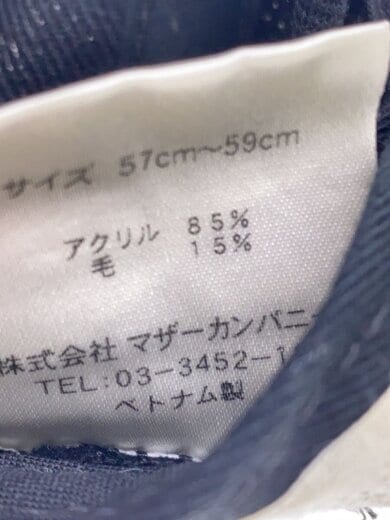 サイズ 57cm～59cm
アクリル 85%
毛 15%
株式会社 マザーカンパニー
TEL:03-3452-1
ベトナム製